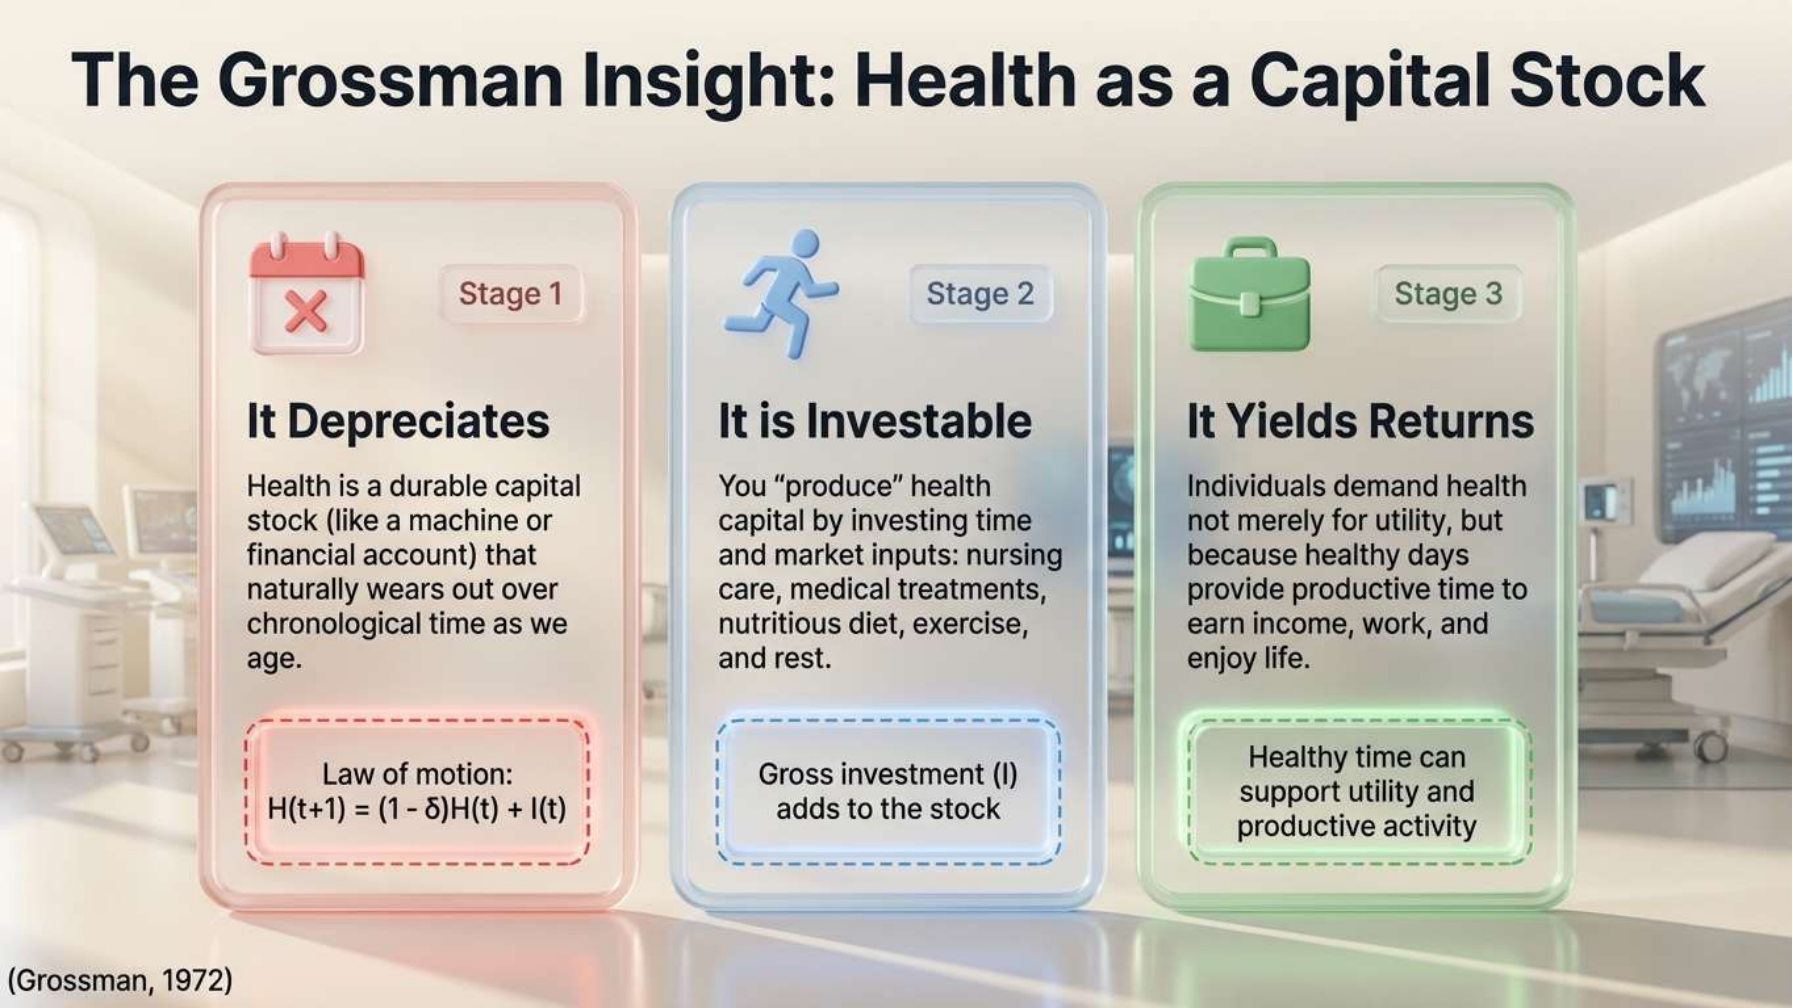 The Grossman Insight: Health as a Capital Stock
Stage 1
It Depreciates
Health is a durable capital
stock (like a machine or
financial account) that
naturally wears out over
chronological time as we
age.
Law of motion:
H(t+1) = (1 - δ)H(t) + I(t)
Stage 2
It is Investable
You “produce” health
capital by investing time
and market inputs: nursing
care, medical treatments,
nutritious diet, exercise,
and rest.
Gross investment (I)
adds to the stock
Stage 3
It Yields Returns
Individuals demand health
not merely for utility, but
because healthy days
provide productive time to
earn income, work, and
enjoy life.
Healthy time can
support utility and
productive activity
(Grossman, 1972)